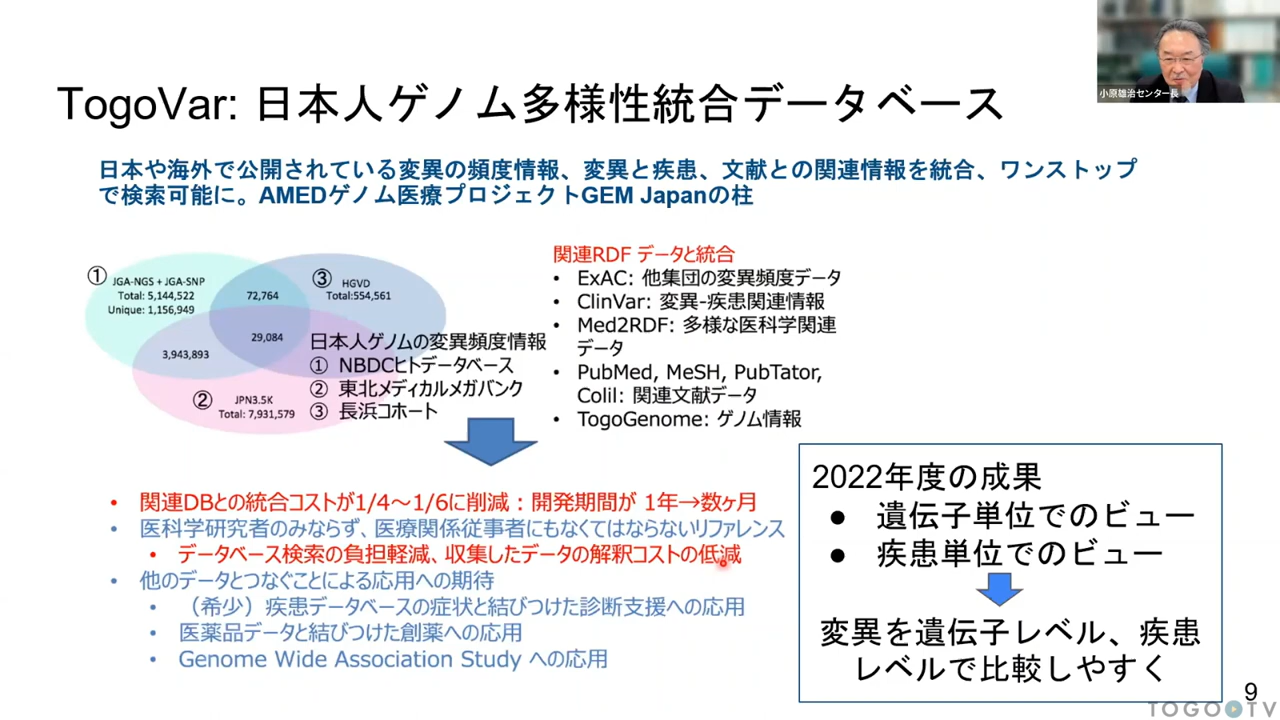 小原雄治センター長
TogoVar: 日本人ゲノム多様性統合データベース
日本や海外で公開されている変異の頻度情報、変異と疾患、文献との関連情報を統合、ワンストップ
で検索可能に。AMEDゲノム医療プロジェクトGEM Japanの柱
① JGA-NGS + JGA-SNP
Total: 5,144,522
Unique: 1,156,949
72,764
③ HGVD
Total:554,561
29,084
3,943,893
② JPN3.5K
Total: 7,931,579
日本人ゲノムの変異頻度情報
① NBDCヒトデータベース
② 東北メディカルメガバンク
③ 長浜コホート
関連RDF データと統合
• ExAC: 他集団の変異頻度データ
• ClinVar: 変異-疾患関連情報
• Med2RDF: 多様な医科学関連
データ
• PubMed, MeSH, PubTator,
Colil: 関連文献データ
• TogoGenome: ゲノム情報
• 関連DBとの統合コストが1/4～1/6に削減：開発期間が 1年→数ヶ月
• 医科学研究者のみならず、医療関係従事者にもなくてはならないリファレンス
• データベース検索の負担軽減、収集したデータの解釈コストの低減
• 他のデータとつなぐことによる応用への期待
• （希少）疾患データベースの症状と結びつけた診断支援への応用
• 医薬品データと結びつけた創薬への応用
• Genome Wide Association Study への応用
2022年度の成果
● 遺伝子単位でのビュー
● 疾患単位でのビュー
変異を遺伝子レベル、疾患
レベルで比較しやすく
9
TOGO TV